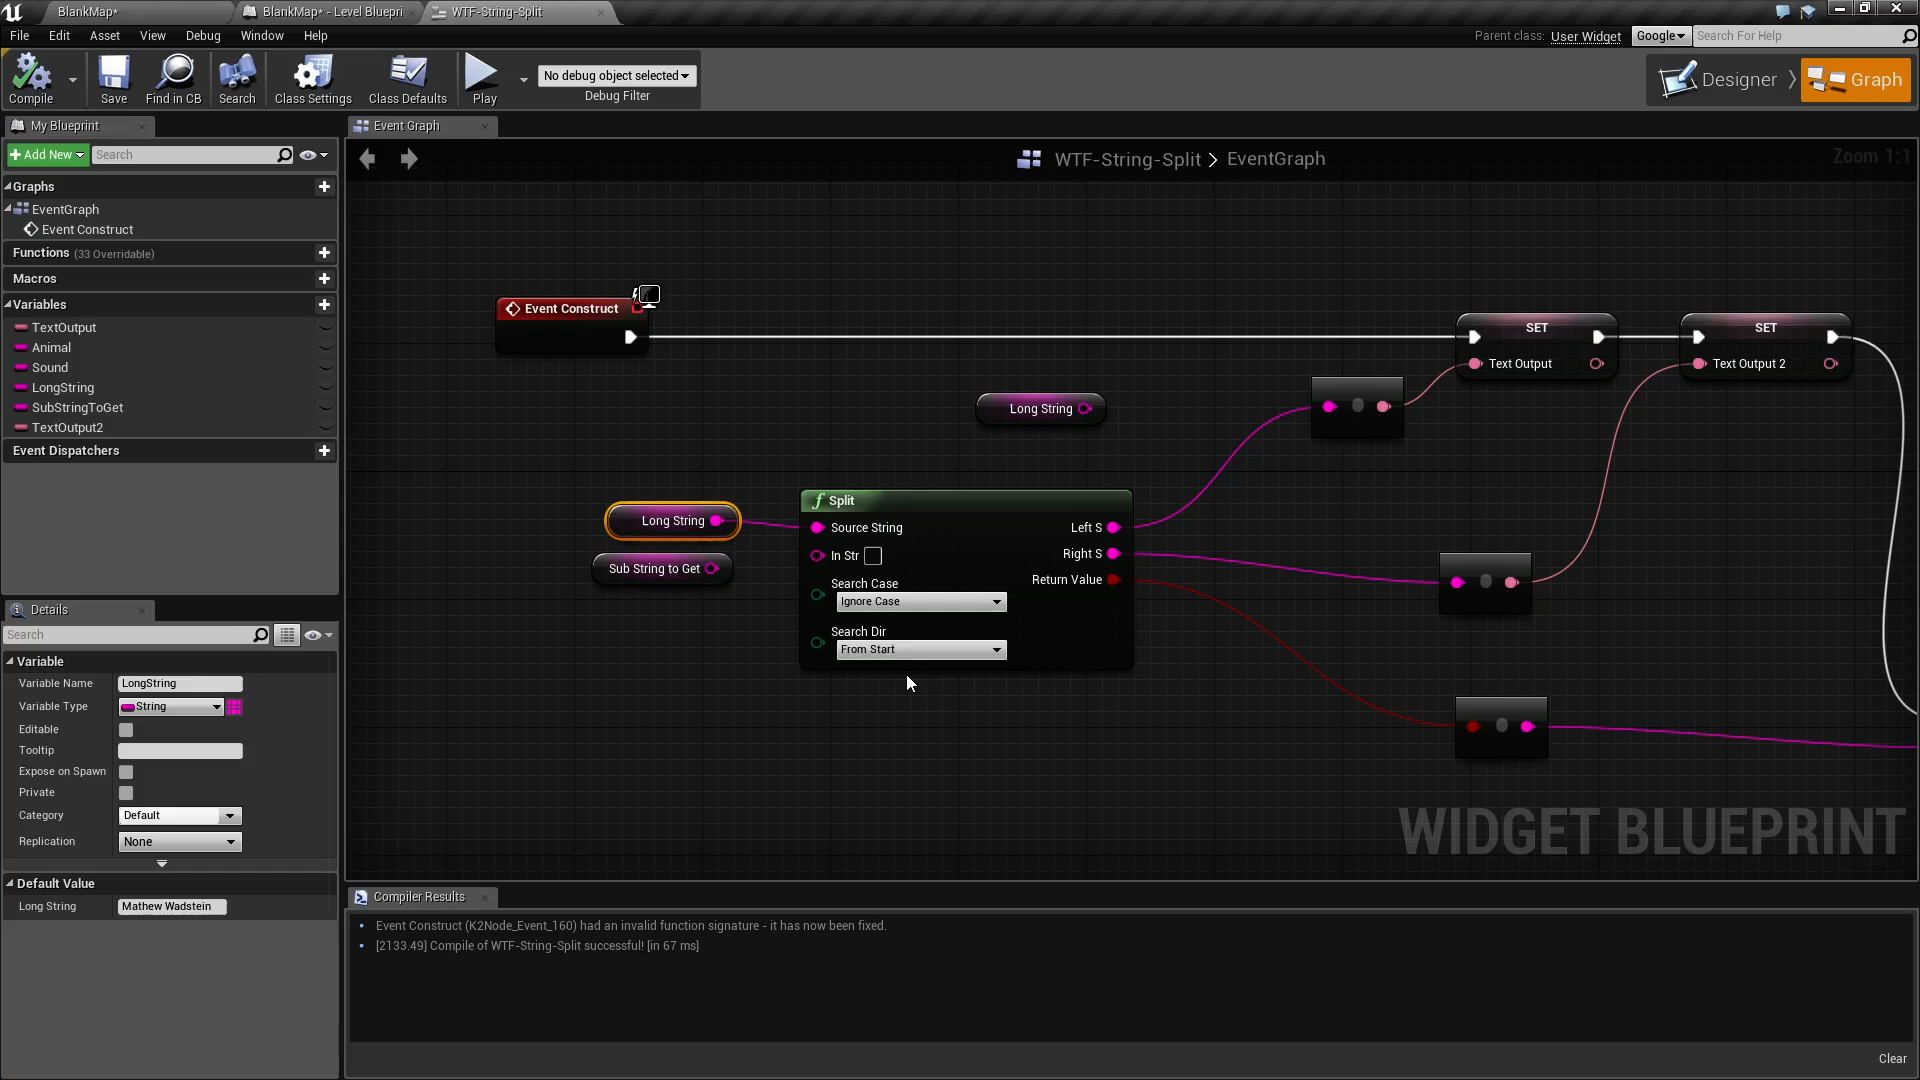 BlankMap*
BlankMap* - Level Bluepri
WTF-String-Split
File
Edit
Asset
View
Debug
Window
Help
Parent class:
User Widget
Google
Search For Help
Compile
Save
Find in CB
Search
Class Settings
Class Defaults
Play
No debug object selected
Debug Filter
Designer
Graph
My Blueprint
Event Graph
Add New
Search
WTF-String-Split > EventGraph
Zoom 1:1
Graphs
EventGraph
Event Construct
Functions (33 Overridable)
Macros
Variables
TextOutput
Animal
Sound
LongString
SubStringToGet
TextOutput2
Event Dispatchers
Event Construct
SET
Text Output
SET
Text Output 2
Long String
Long String
Sub String to Get
f Split
Source String
Left S
In Str
Right S
Return Value
Search Case
Ignore Case
Search Dir
From Start
WIDGET BLUEPRINT
Details
Search
Variable
Variable Name
LongString
Variable Type
String
Editable
Tooltip
Expose on Spawn
Private
Category
Default
Replication
None
Default Value
Long String
Mathew Wadstein
Compiler Results
Event Construct (K2Node_Event_160) had an invalid function signature - it has now been fixed.
[2133.49] Compile of WTF-String-Split successful! [in 67 ms]
Clear